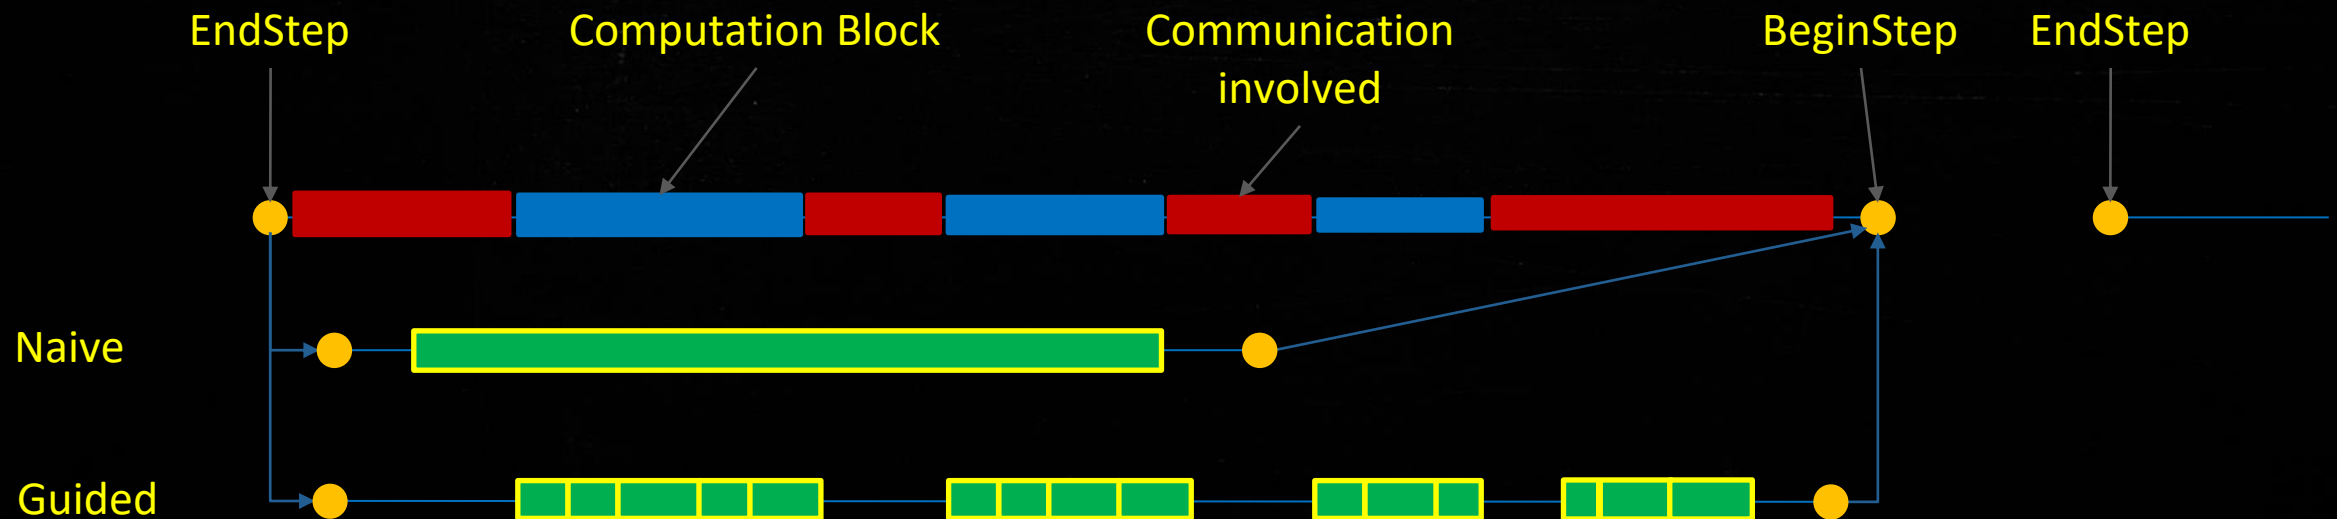 EndStep
Computation Block
Communication
involved
BeginStep
EndStep
Naive
Guided